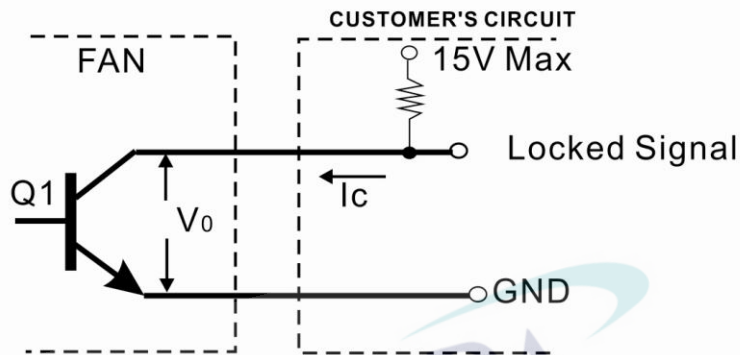 CUSTOMER'S CIRCUIT
FAN
15V Max
Locked Signal
Q1
V0
Ic
GND